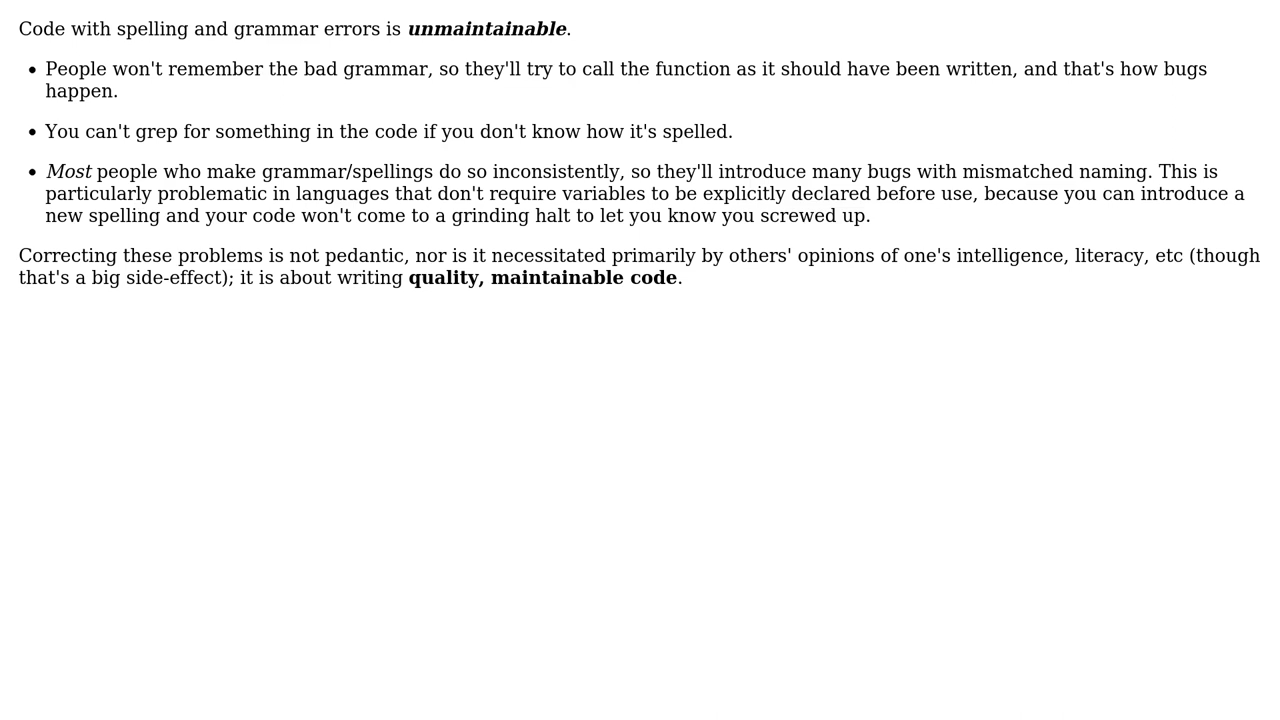 Code with spelling and grammar errors is unmaintainable.
• People won't remember the bad grammar, so they'll try to call the function as it should have been written, and that's how bugs
happen.
• You can't grep for something in the code if you don't know how it's spelled.
• Most people who make grammar/spellings do so inconsistently, so they'll introduce many bugs with mismatched naming. This is
particularly problematic in languages that don't require variables to be explicitly declared before use, because you can introduce a
new spelling and your code won't come to a grinding halt to let you know you screwed up.
Correcting these problems is not pedantic, nor is it necessitated primarily by others' opinions of one's intelligence, literacy, etc (though
that's a big side-effect); it is about writing quality, maintainable code.